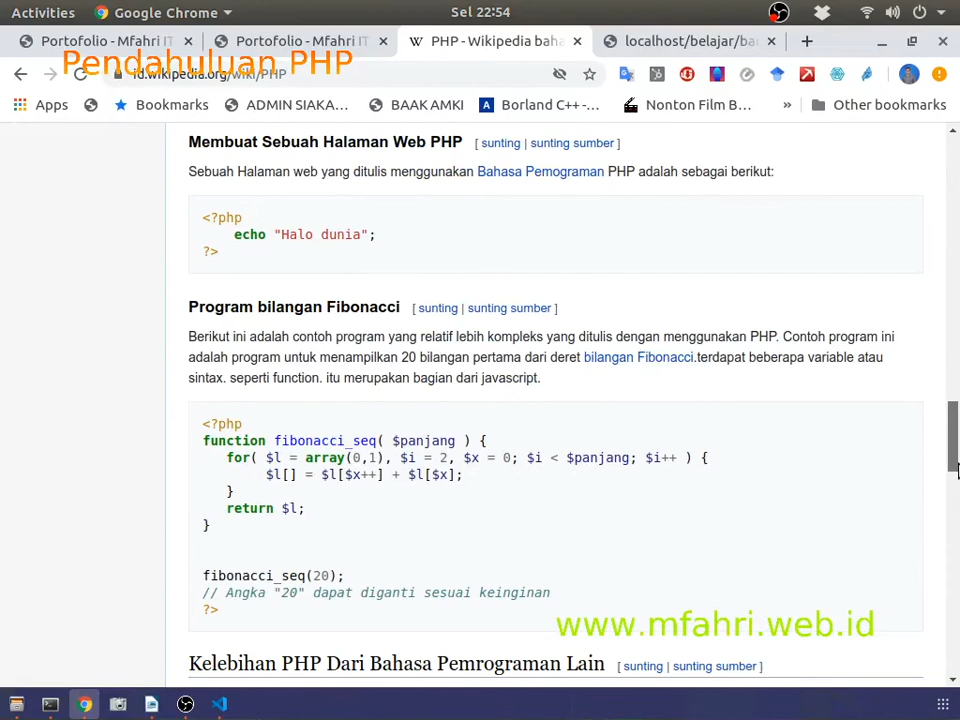 Activities Google Chrome Sel 22:54
Portofolio - Mfahri IT Portofolio - Mfahri IT W PHP - Wikipedia baha localhost/belajar/ba
Pendahuluan PHP
id.wikipedia.org/wiki/PHP
Apps Bookmarks ADMIN SIAKA... BAAK AMKI Borland C++ -... Nonton Film B... » Other bookmarks
Membuat Sebuah Halaman Web PHP [ sunting | sunting sumber ]
Sebuah Halaman web yang ditulis menggunakan Bahasa Pemograman PHP adalah sebagai berikut:
<?php
echo "Halo dunia";
?>
Program bilangan Fibonacci [ sunting | sunting sumber ]
Berikut ini adalah contoh program yang relatif lebih kompleks yang ditulis dengan menggunakan PHP. Contoh program ini
adalah program untuk menampilkan 20 bilangan pertama dari deret bilangan Fibonacci.terdapat beberapa variable atau
sintax. seperti function. itu merupakan bagian dari javascript.
<?php
function fibonacci_seq( $panjang ) {
for( $l = array(0,1), $i = 2, $x = 0; $i < $panjang; $i++ ) {
$l[] = $l[$x++] + $l[$x];
}
return $l;
}
fibonacci_seq(20);
// Angka "20" dapat diganti sesuai keinginan
?>
www.mfahri.web.id
Kelebihan PHP Dari Bahasa Pemrograman Lain [ sunting | sunting sumber ]